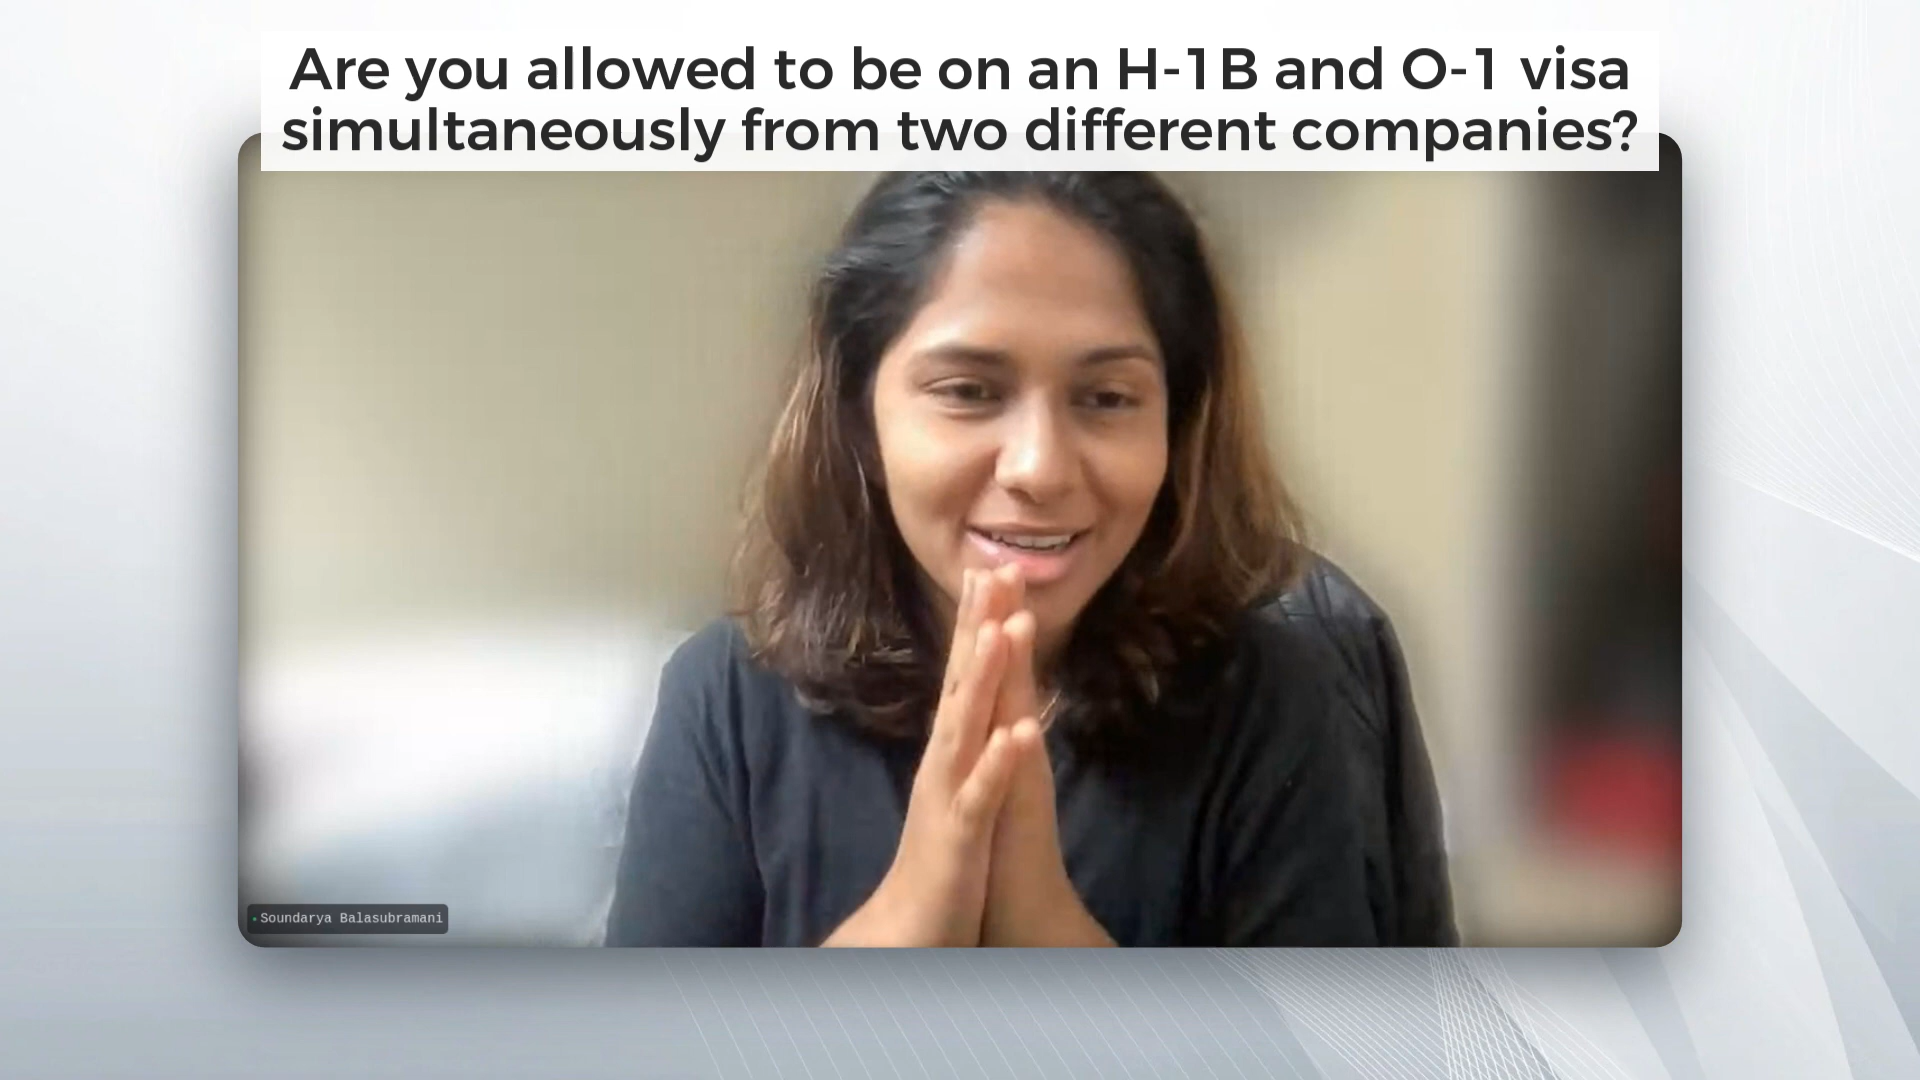 Are you allowed to be on an H-1B and O-1 visa
simultaneously from two different companies?
Soundarya Balasubramani